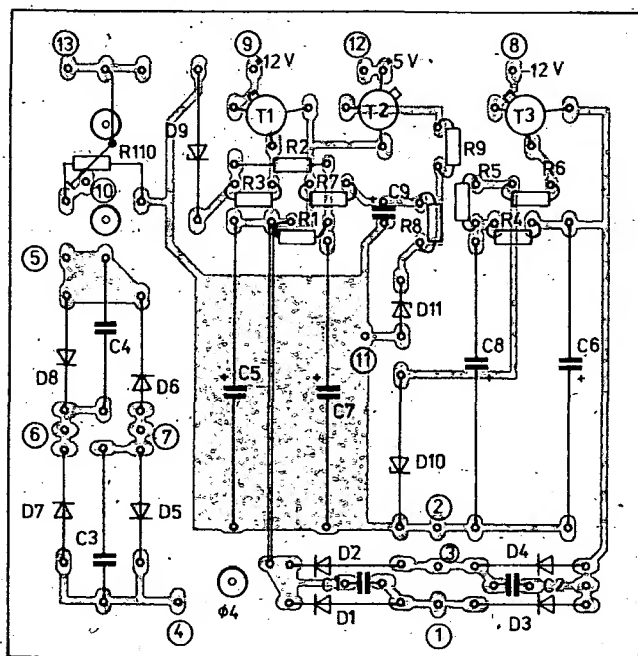 13 9 +12 V 12 +5 V 8 -12 V
T1 T2 T3
D9 R2 R9
R110 R3 R7 C9 R5 R6
10
R1 R8 R4
5
D11
C4 11
D8 D6 + C5 + C7 C8 + C6 +
6 7
D10
D7 D5
C3 2
D2 3 D4
C1 C2
4 φ4 D1 1 D3